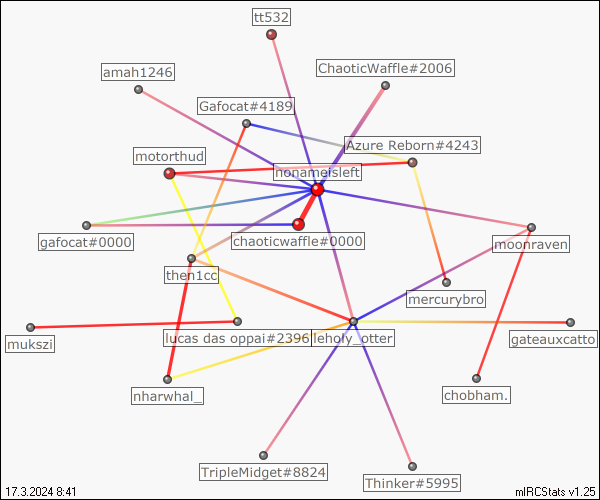 tt532
amah1246
ChaoticWaffle#2006
Gafocat#4189
Azure Reborn#4243
motorthud
nonameisleft
gafocat#0000
chaoticwaffle#0000
moonraven
then1cc
mercurybro
mukszi
lucas das oppai#2396
leholy_otter
gateauxcatto
nharwhal_
chobham.
TripleMidget#8824
Thinker#5995
17.3.2024 8:41
mIRCStats v1.25